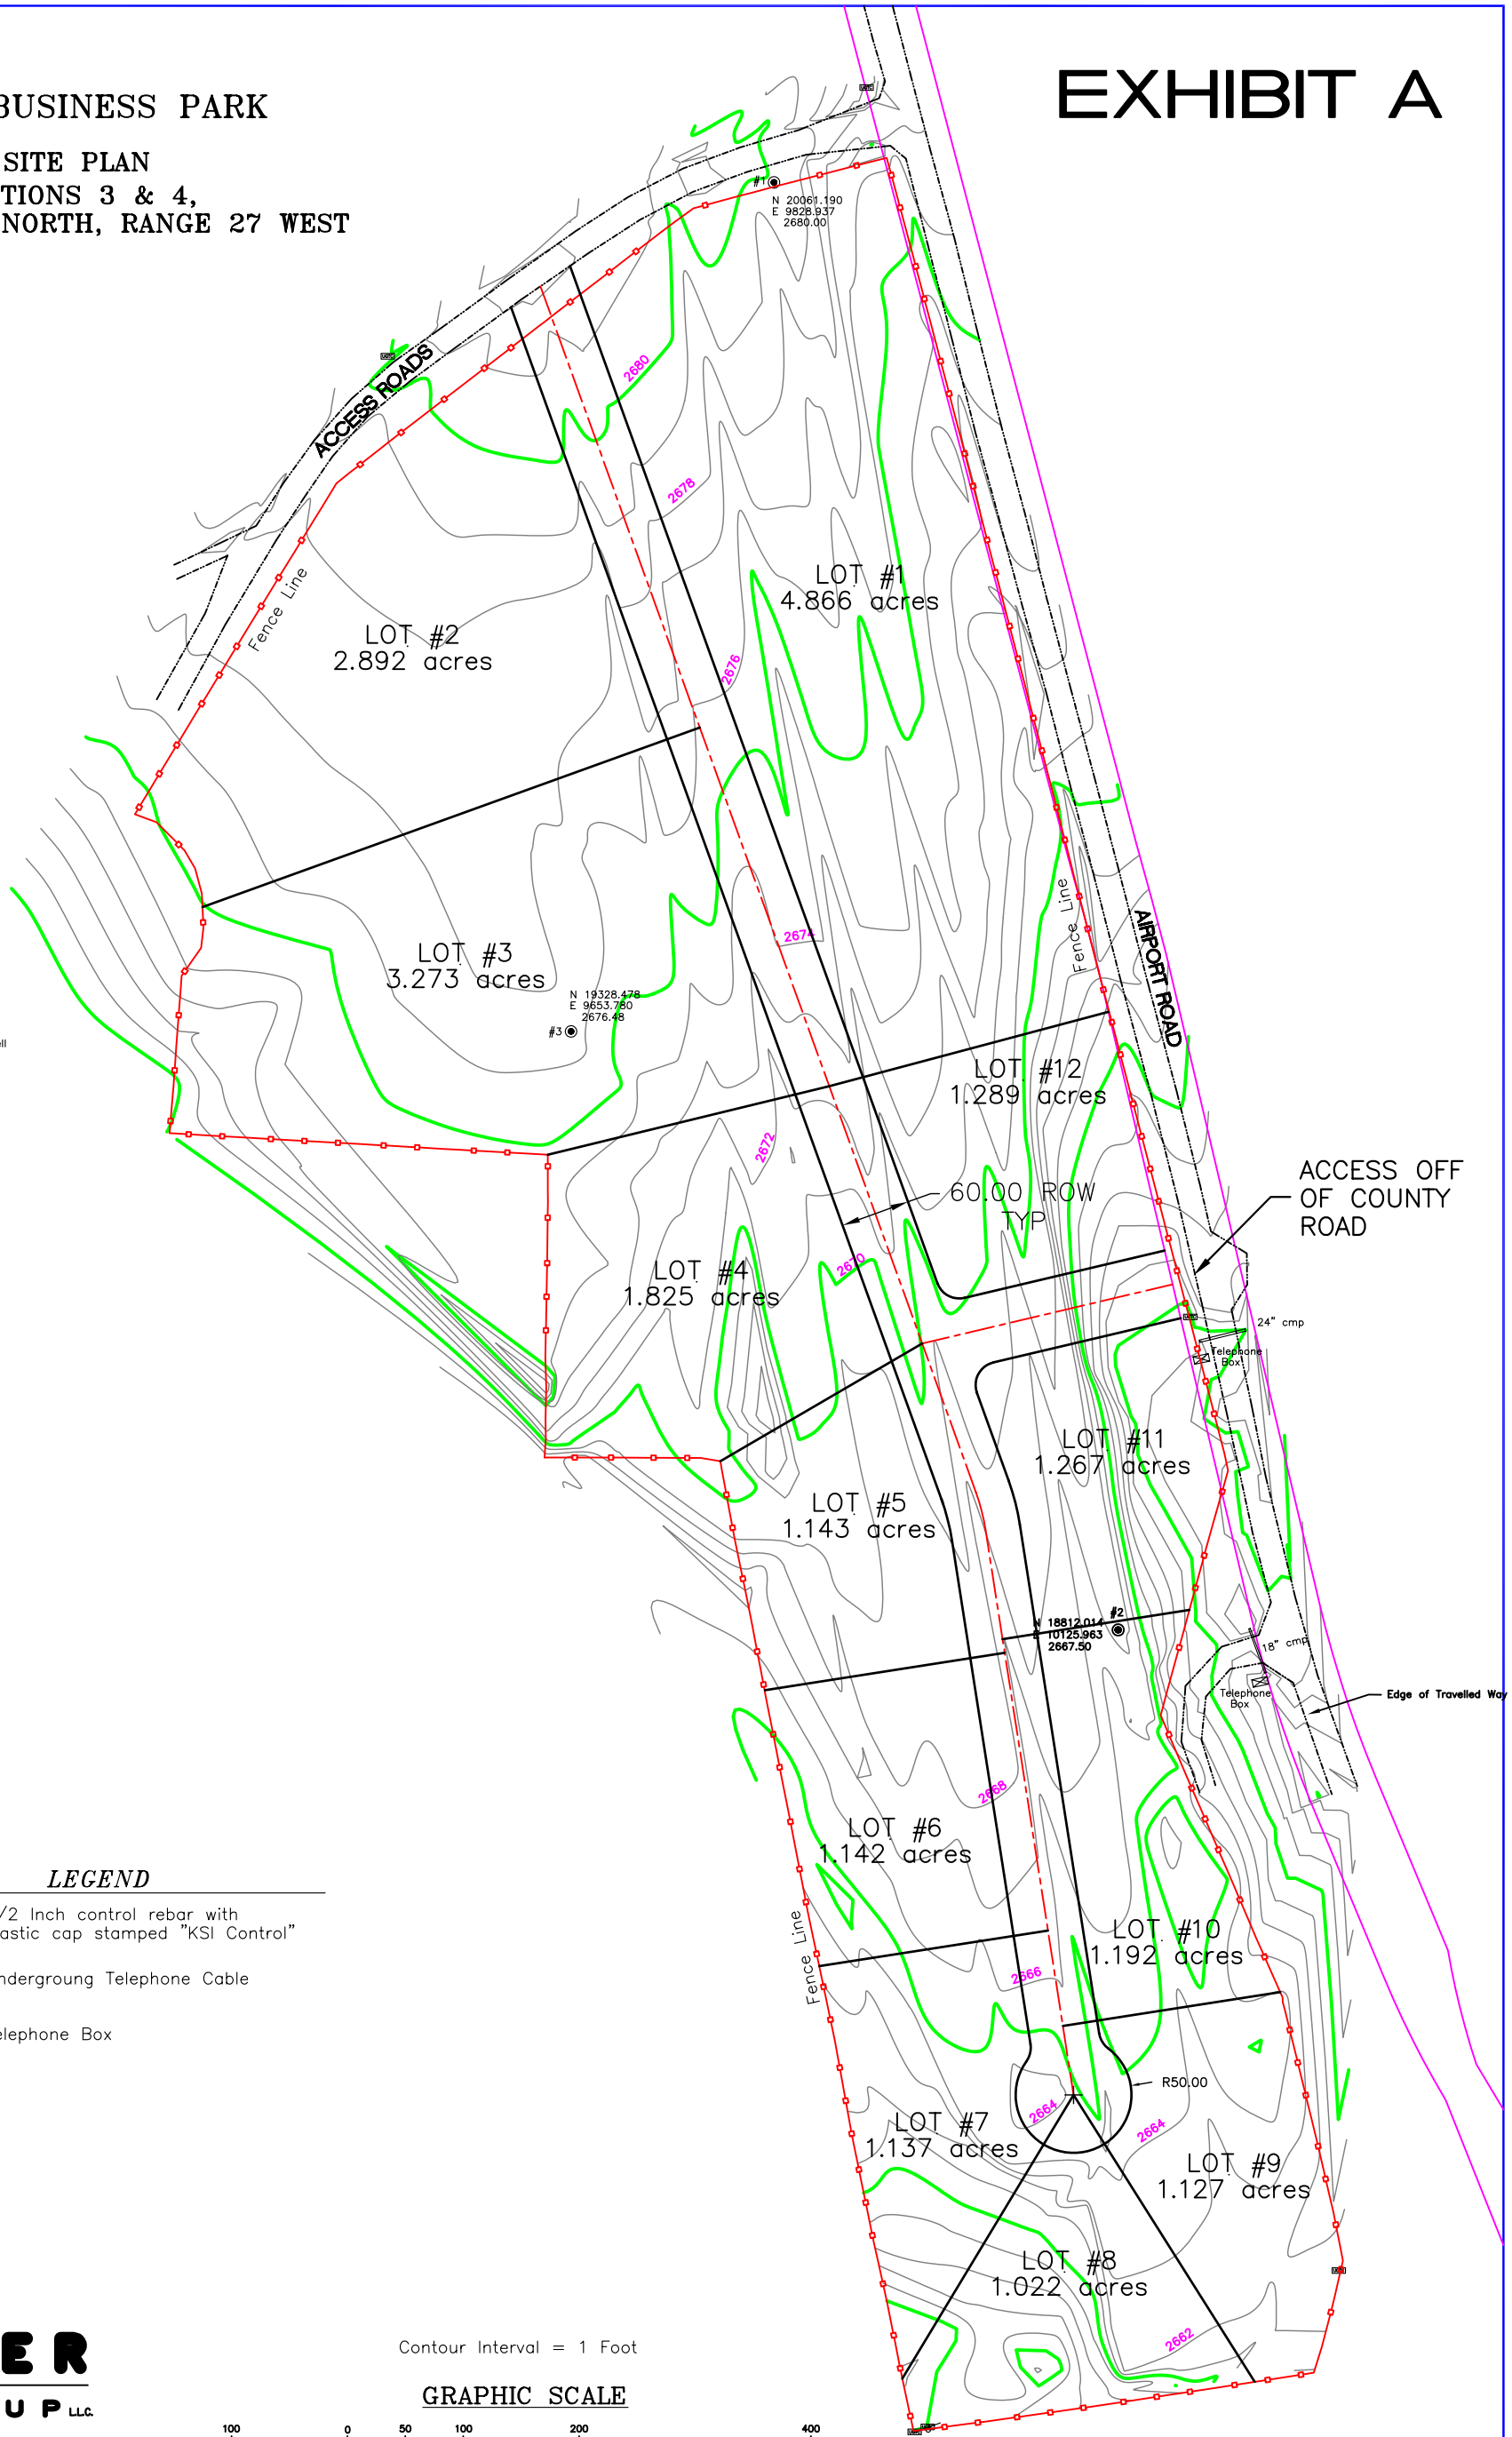 EXHIBIT A
BUSINESS PARK
SITE PLAN
TIONS 3 & 4,
NORTH, RANGE 27 WEST
#1
N 20061.190
E 9828.937
2680.00
ACCESS ROADS
2680
2678
Fence Line
LOT #1
4.866 acres
LOT #2
2.892 acres
2676
Fence Line
AIRPORT ROAD
2674
LOT #3
3.273 acres
N 19328.478
E 9653.780
2676.48
#3
ell
LOT #12
1.289 acres
2672
ACCESS OFF
OF COUNTY
ROAD
60.00 ROW
TYP
2670
LOT #4
1.825 acres
24" cmp
Telephone
Box
LOT #11
1.267 acres
LOT #5
1.143 acres
#2
N 18812.014
E 10125.963
2667.50
18" cmp
Telephone
Box
Edge of Travelled Way
2668
LOT #6
1.142 acres
LEGEND
/2 Inch control rebar with
astic cap stamped "KSI Control"
ndergroung Telephone Cable
elephone Box
Fence Line
LOT #10
1.192 acres
2666
R50.00
2664
2664
LOT #7
1.137 acres
LOT #9
1.127 acres
LOT #8
1.022 acres
2662
ER
U P LLC.
Contour Interval = 1 Foot
GRAPHIC SCALE
100 0 50 100 200 400